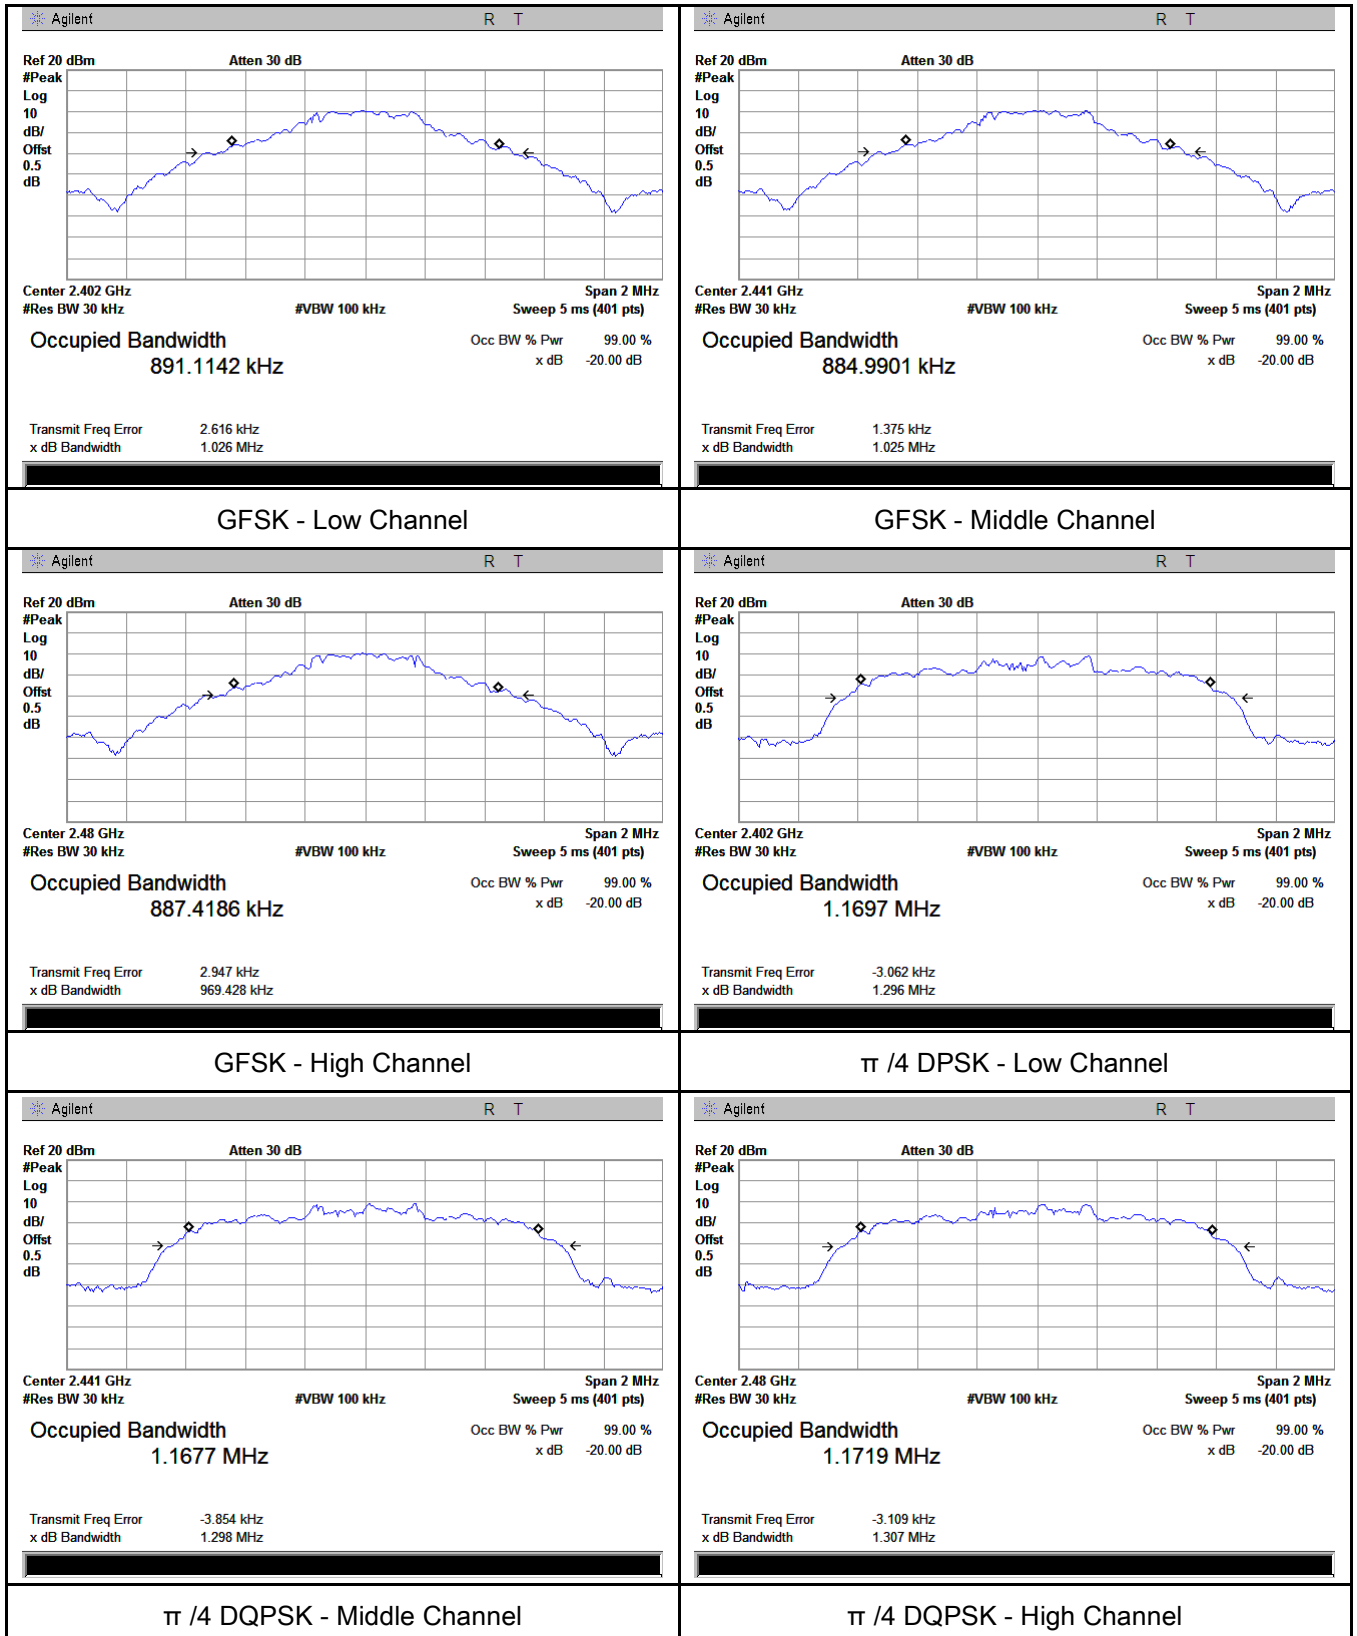 Agilent R T
Ref 20 dBm Atten 30 dB
#Peak
Log
10
dB/
Offst
0.5
dB
Center 2.402 GHz Span 2 MHz
#Res BW 30 kHz #VBW 100 kHz Sweep 5 ms (401 pts)
Occupied Bandwidth Occ BW % Pwr 99.00 %
891.1142 kHz x dB -20.00 dB
Transmit Freq Error 2.616 kHz
x dB Bandwidth 1.026 MHz
GFSK - Low Channel
Agilent R T
Ref 20 dBm Atten 30 dB
#Peak
Log
10
dB/
Offst
0.5
dB
Center 2.441 GHz Span 2 MHz
#Res BW 30 kHz #VBW 100 kHz Sweep 5 ms (401 pts)
Occupied Bandwidth Occ BW % Pwr 99.00 %
884.9901 kHz x dB -20.00 dB
Transmit Freq Error 1.375 kHz
x dB Bandwidth 1.025 MHz
GFSK - Middle Channel
Agilent R T
Ref 20 dBm Atten 30 dB
#Peak
Log
10
dB/
Offst
0.5
dB
Center 2.48 GHz Span 2 MHz
#Res BW 30 kHz #VBW 100 kHz Sweep 5 ms (401 pts)
Occupied Bandwidth Occ BW % Pwr 99.00 %
887.4186 kHz x dB -20.00 dB
Transmit Freq Error 2.947 kHz
x dB Bandwidth 969.428 kHz
GFSK - High Channel
Agilent R T
Ref 20 dBm Atten 30 dB
#Peak
Log
10
dB/
Offst
0.5
dB
Center 2.402 GHz Span 2 MHz
#Res BW 30 kHz #VBW 100 kHz Sweep 5 ms (401 pts)
Occupied Bandwidth Occ BW % Pwr 99.00 %
1.1697 MHz x dB -20.00 dB
Transmit Freq Error -3.062 kHz
x dB Bandwidth 1.296 MHz
π /4 DPSK - Low Channel
Agilent R T
Ref 20 dBm Atten 30 dB
#Peak
Log
10
dB/
Offst
0.5
dB
Center 2.441 GHz Span 2 MHz
#Res BW 30 kHz #VBW 100 kHz Sweep 5 ms (401 pts)
Occupied Bandwidth Occ BW % Pwr 99.00 %
1.1677 MHz x dB -20.00 dB
Transmit Freq Error -3.854 kHz
x dB Bandwidth 1.298 MHz
π /4 DQPSK - Middle Channel
Agilent R T
Ref 20 dBm Atten 30 dB
#Peak
Log
10
dB/
Offst
0.5
dB
Center 2.48 GHz Span 2 MHz
#Res BW 30 kHz #VBW 100 kHz Sweep 5 ms (401 pts)
Occupied Bandwidth Occ BW % Pwr 99.00 %
1.1719 MHz x dB -20.00 dB
Transmit Freq Error -3.109 kHz
x dB Bandwidth 1.307 MHz
π /4 DQPSK - High Channel